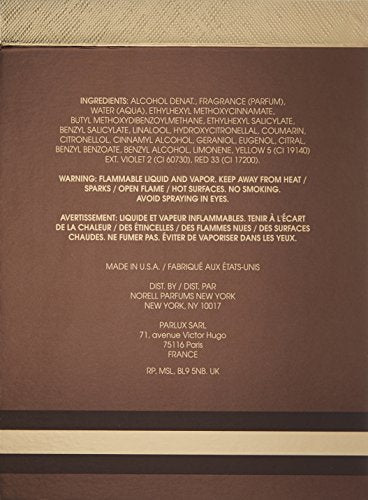 INGREDIENTS: ALCOHOL DENAT., FRAGRANCE (PARFUM),
WATER (AQUA), ETHYLHEXYL METHOXYCINNAMATE,
BUTYL METHOXYDIBENZOYLMETHANE, ETHYLHEXYL SALICYLATE,
BENZYL SALICYLATE, LINALOOL, HYDROXYCITRONELLAL, COUMARIN,
CITRONELLOL, CINNAMYL ALCOHOL, GERANIOL, EUGENOL, CITRAL,
BENZYL BENZOATE, BENZYL ALCOHOL, LIMONENE, YELLOW 5 (CI 19140)
EXT. VIOLET 2 (CI 60730), RED 33 (CI 17200).
WARNING: FLAMMABLE LIQUID AND VAPOR. KEEP AWAY FROM HEAT /
SPARKS / OPEN FLAME / HOT SURFACES. NO SMOKING.
AVOID SPRAYING IN EYES.
AVERTISSEMENT: LIQUIDE ET VAPEUR INFLAMMABLES. TENIR À L'ÉCART
DE LA CHALEUR / DES ÉTINCELLES / DES FLAMMES NUES / DES SURFACES
CHAUDES. NE FUMER PAS. ÉVITER DE VAPORISER DANS LES YEUX.
MADE IN U.S.A. / FABRIQUÉ AUX ÉTATS-UNIS
DIST. BY / DIST. PAR
NORELL PARFUMS NEW YORK
NEW YORK, NY 10017
PARLUX SARL
71, avenue Victor Hugo
75116 Paris
FRANCE
RP, MSL, BL9 5NB. UK